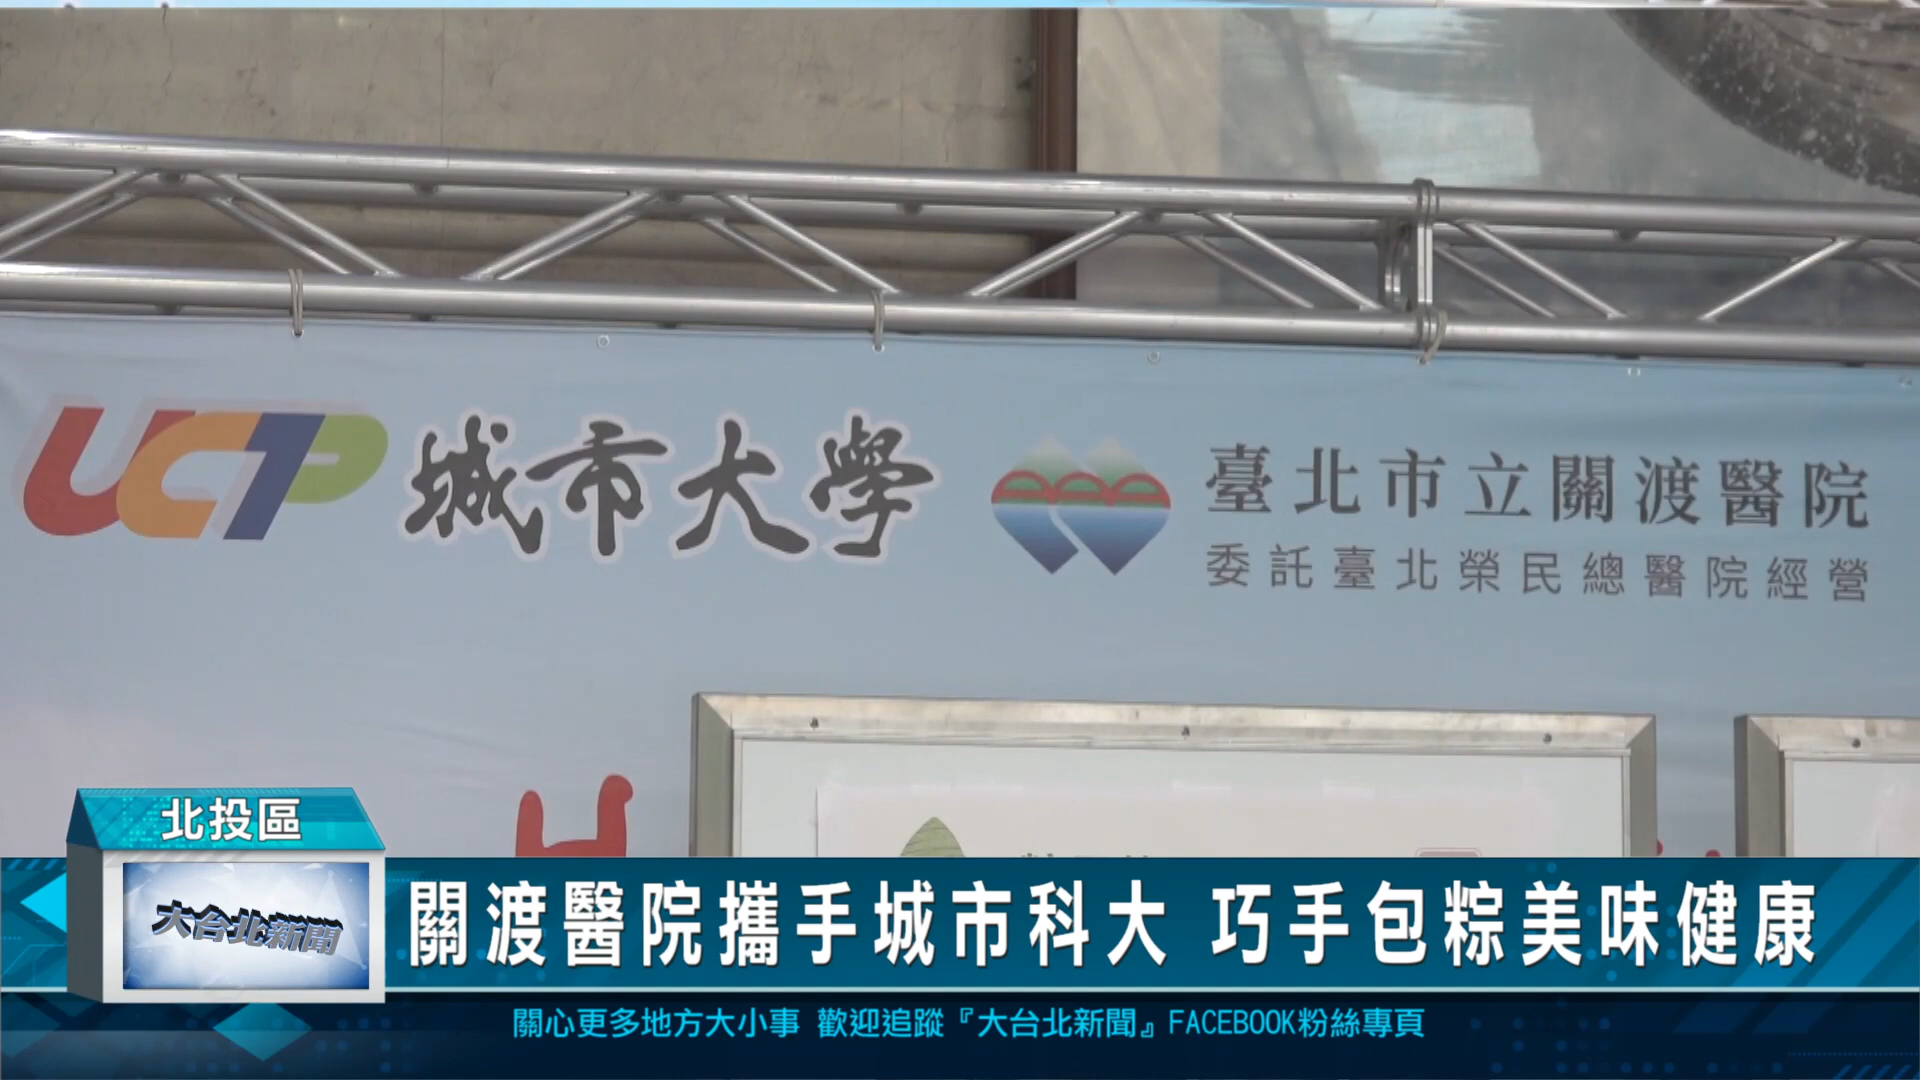 UCTP 城市大學
臺北市立關渡醫院
委託臺北榮民總醫院經營
北投區
大台北新聞
關渡醫院攜手城市科大 巧手包粽美味健康
關心更多地方大小事 歡迎追蹤『大台北新聞』FACEBOOK粉絲專頁